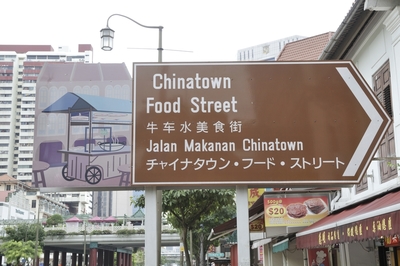 Chinatown
Food Street
牛车水美食街
Jalan Makanan Chinatown
チャイナタウン・フード・ストリート
$20